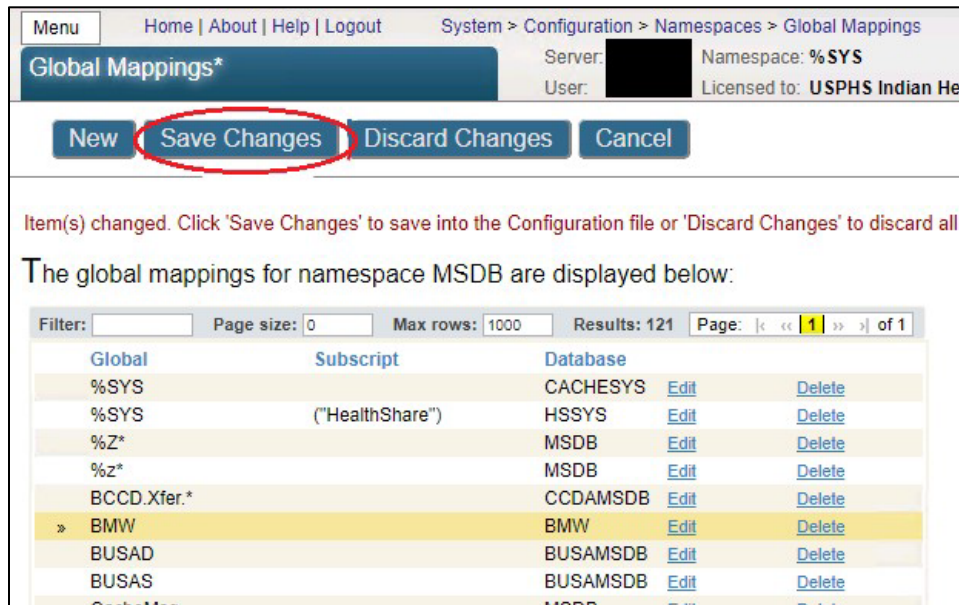 Menu Home | About | Help | Logout System > Configuration > Namespaces > Global Mappings
Global Mappings* Server: Namespace: %SYS
User: Licensed to: USPHS Indian He
New Save Changes Discard Changes Cancel
Item(s) changed. Click 'Save Changes' to save into the Configuration file or 'Discard Changes' to discard all
The global mappings for namespace MSDB are displayed below:
Filter: Page size: 0 Max rows: 1000 Results: 121 Page: |< << 1 >> >| of 1
Global Subscript Database
%SYS CACHESYS Edit Delete
%SYS ("HealthShare") HSSYS Edit Delete
%Z* MSDB Edit Delete
%z* MSDB Edit Delete
BCCD.Xfer.* CCDAMSDB Edit Delete
» BMW BMW Edit Delete
BUSAD BUSAMSDB Edit Delete
BUSAS BUSAMSDB Edit Delete